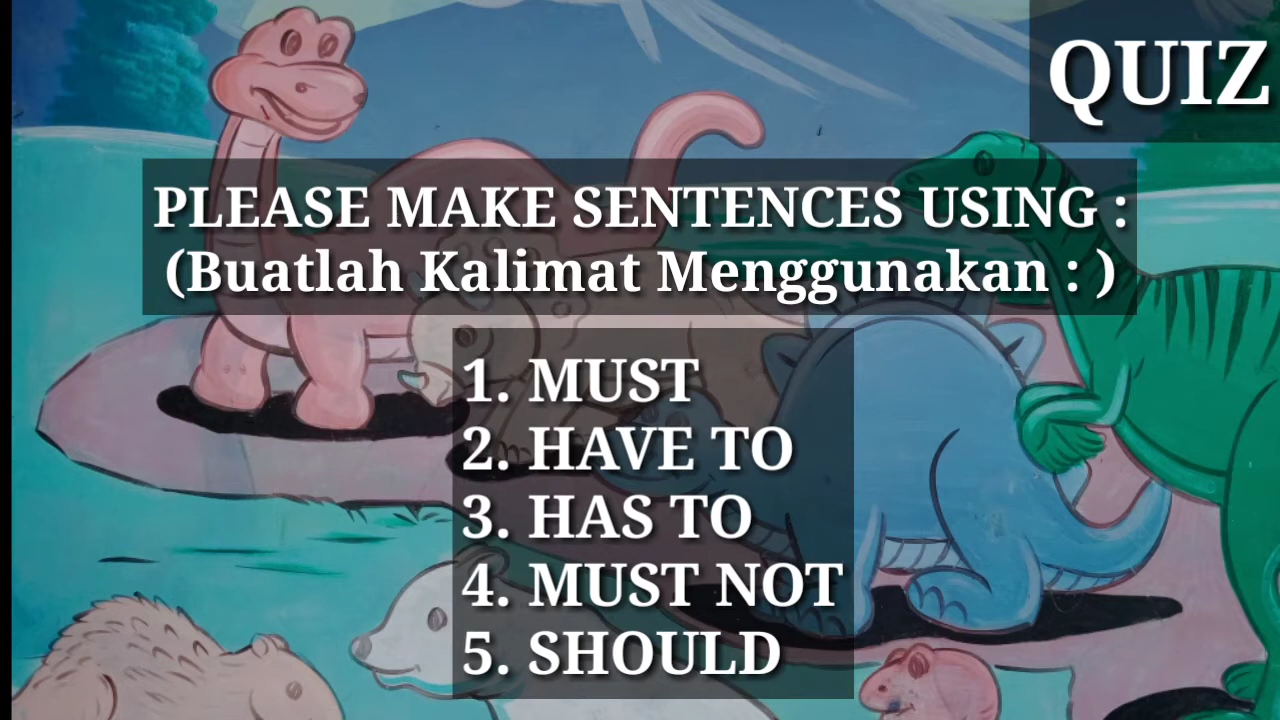 QUIZ
PLEASE MAKE SENTENCES USING :
(Buatlah Kalimat Menggunakan : )
1. MUST
2. HAVE TO
3. HAS TO
4. MUST NOT
5. SHOULD